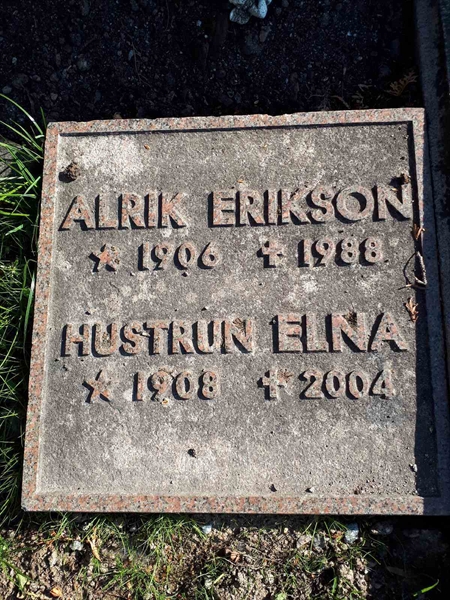 ALRIK ERIKSON
* 1906 ✝ 1988
HUSTRUN ELNA
* 1908 ✝ 2004